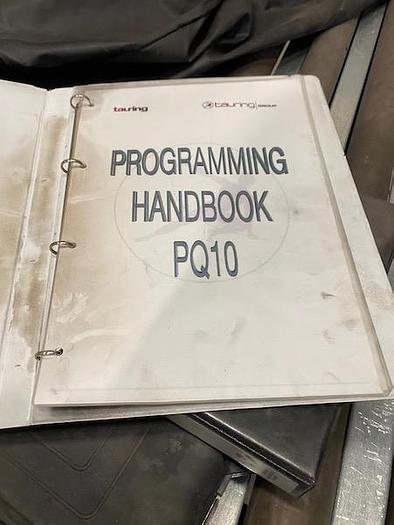 tauring
tauring GROUP
PROGRAMMING
HANDBOOK
PQ10